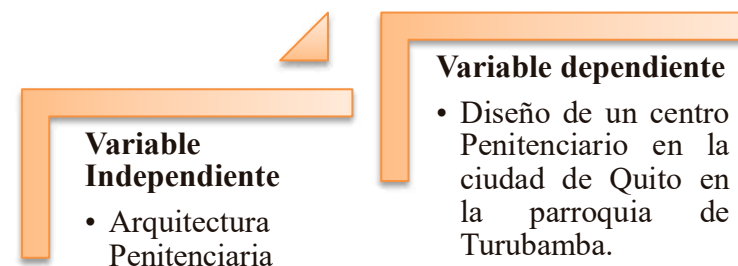 Variable
Independiente
• Arquitectura
Penitenciaria
Variable dependiente
• Diseño de un centro
Penitenciario en la
ciudad de Quito en
la parroquia de
Turubamba.